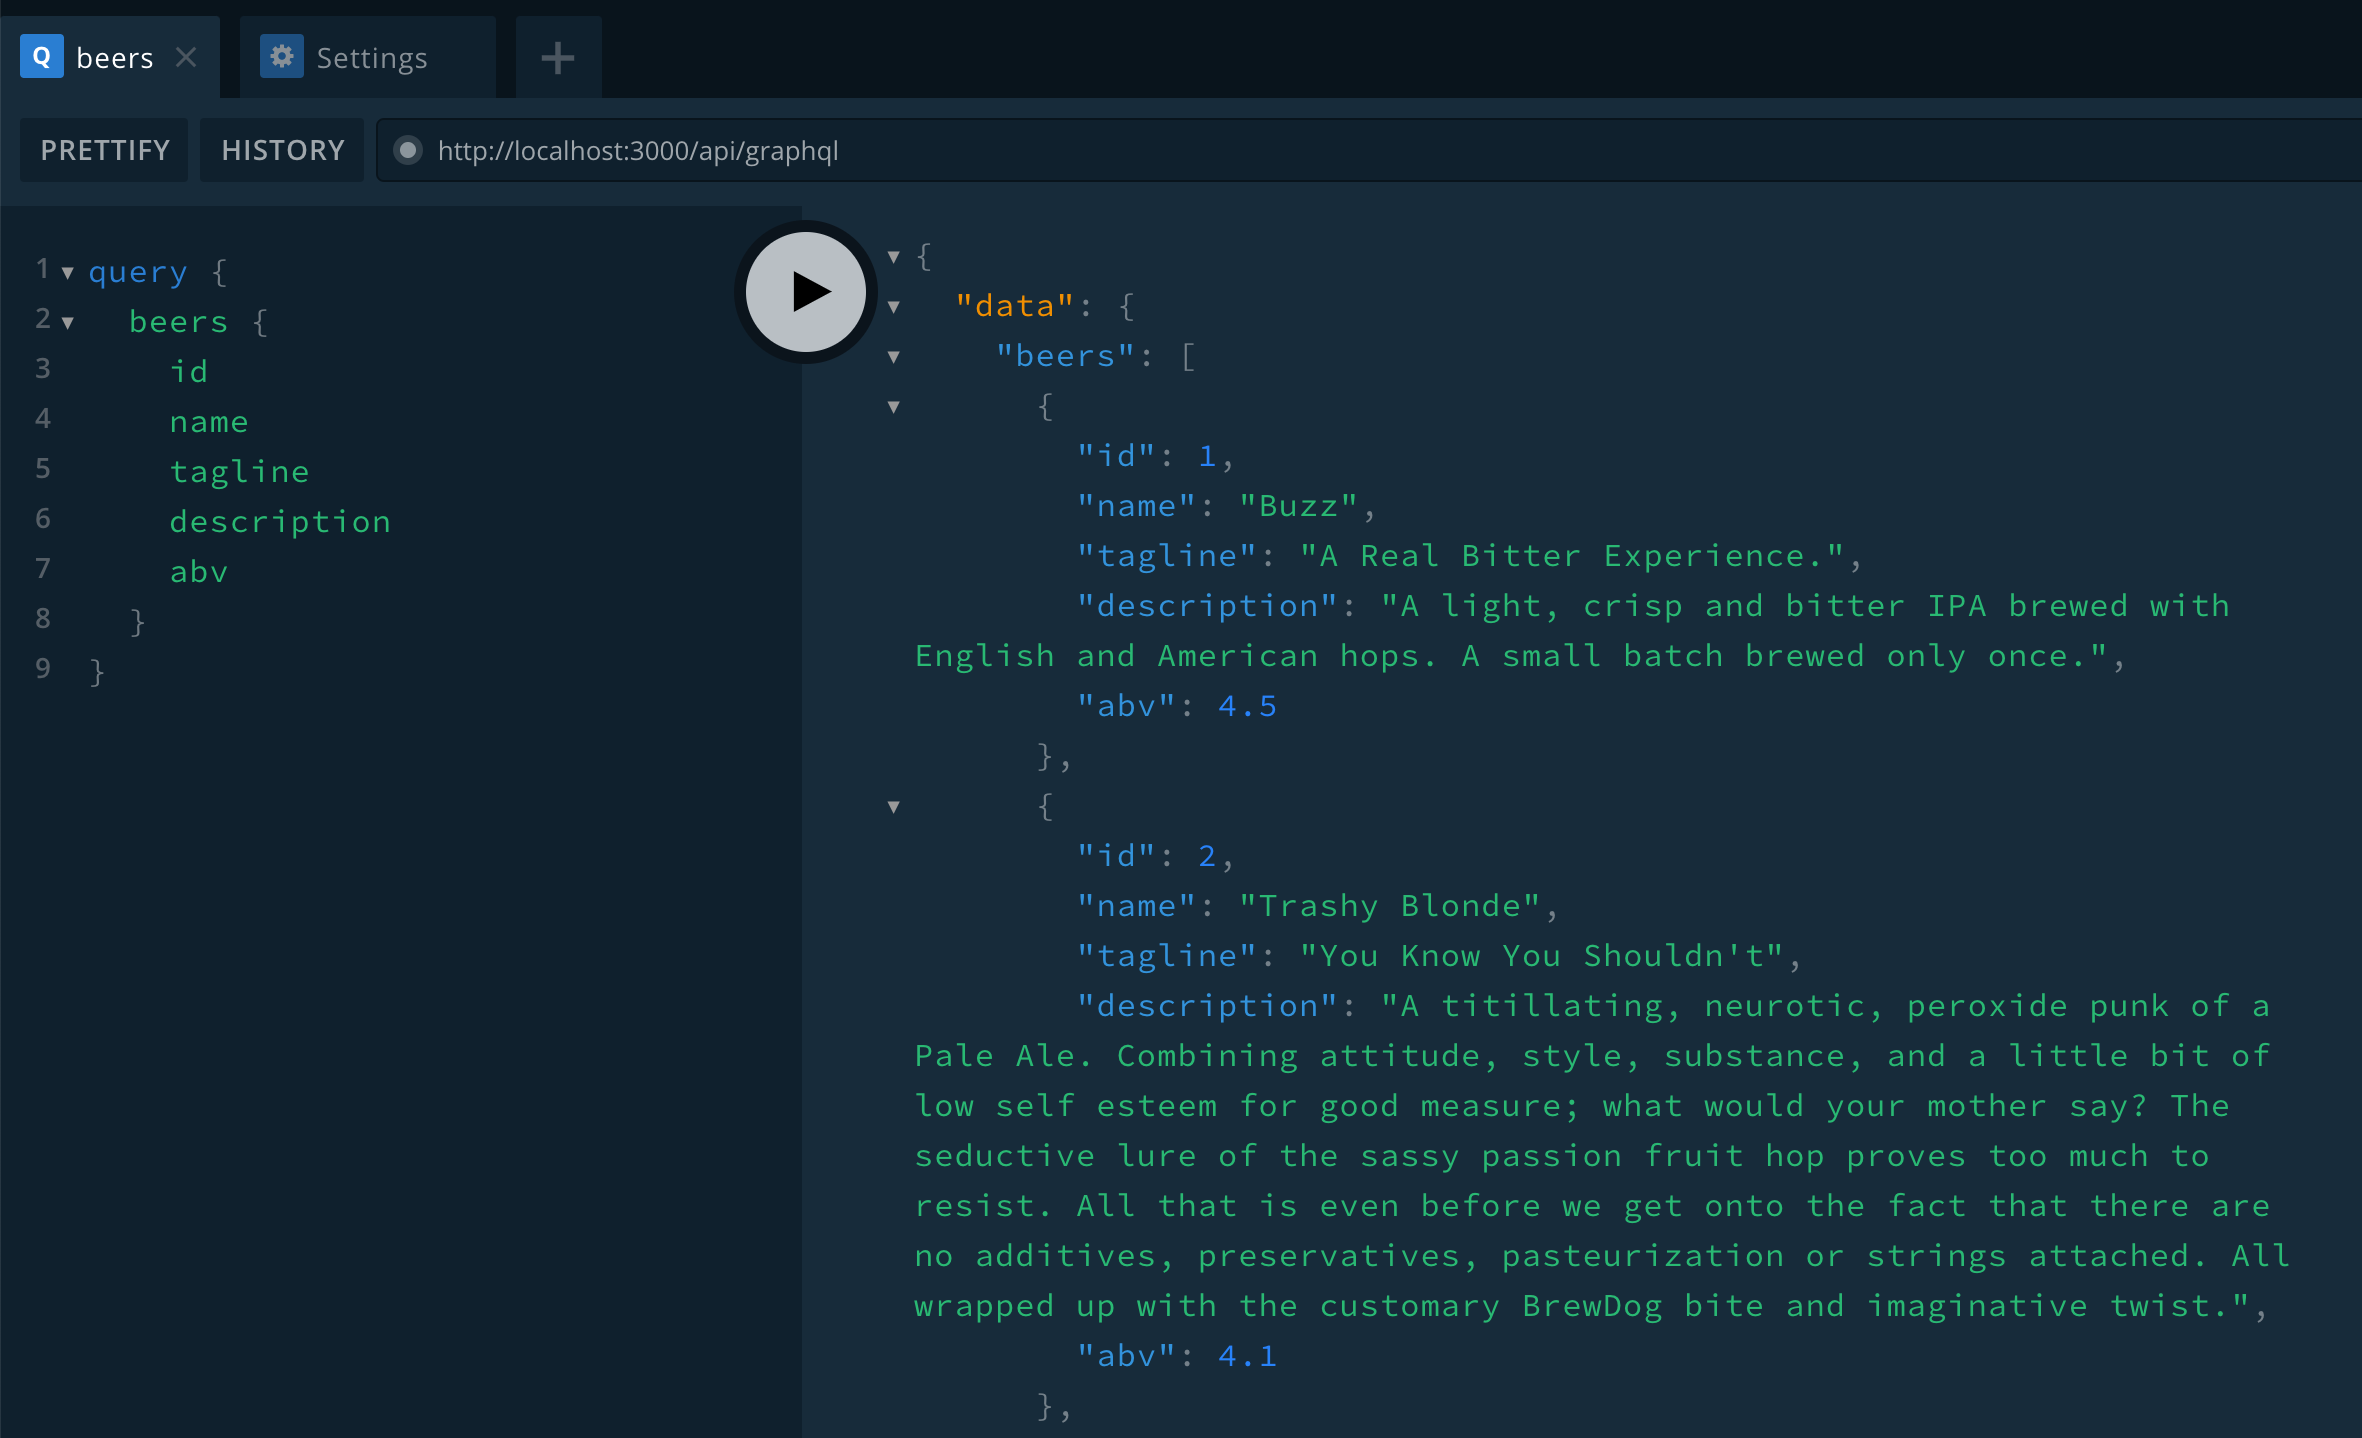 Q beers × Settings +
PRETTIFY HISTORY http://localhost:3000/api/graphql
1 query {
2 beers {
3 id
4 name
5 tagline
6 description
7 abv
8 }
9 }
{
"data": {
"beers": [
{
"id": 1,
"name": "Buzz",
"tagline": "A Real Bitter Experience.",
"description": "A light, crisp and bitter IPA brewed with
English and American hops. A small batch brewed only once.",
"abv": 4.5
},
{
"id": 2,
"name": "Trashy Blonde",
"tagline": "You Know You Shouldn't",
"description": "A titillating, neurotic, peroxide punk of a
Pale Ale. Combining attitude, style, substance, and a little bit of
low self esteem for good measure; what would your mother say? The
seductive lure of the sassy passion fruit hop proves too much to
resist. All that is even before we get onto the fact that there are
no additives, preservatives, pasteurization or strings attached. All
wrapped up with the customary BrewDog bite and imaginative twist.",
"abv": 4.1
},